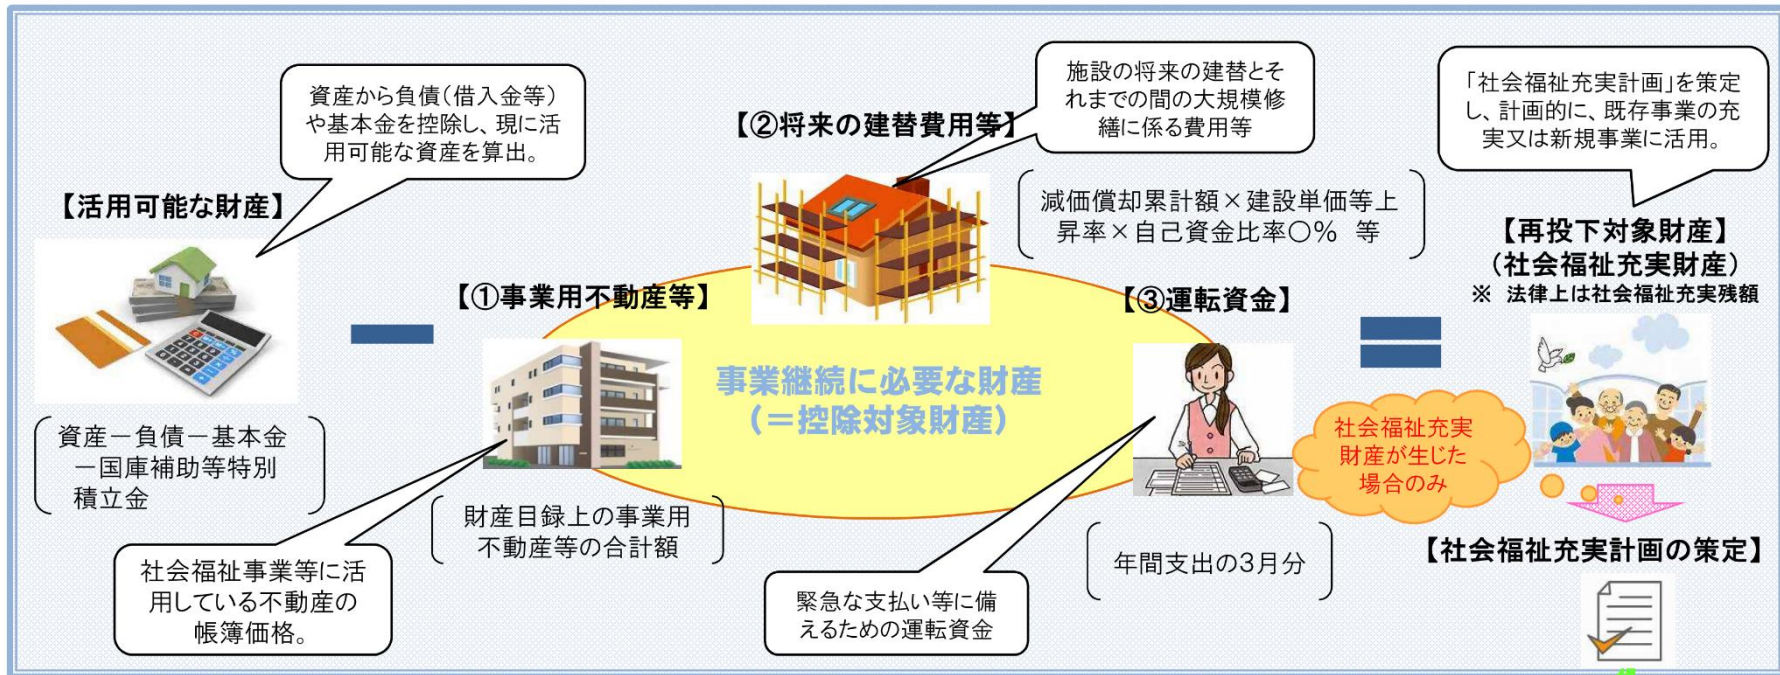 資産から負債(借入金等)
や基本金を控除し、現に活
用可能な資産を算出。
【活用可能な財産】
資産－負債－基本金
－国庫補助等特別
積立金
【①事業用不動産等】
財産目録上の事業用
不動産等の合計額
社会福祉事業等に活
用している不動産の
帳簿価格。
【②将来の建替費用等】
施設の将来の建替とそ
れまでの間の大規模修
繕に係る費用等
減価償却累計額×建設単価等上
昇率×自己資金比率〇% 等
事業継続に必要な財産
(＝控除対象財産)
【③運転資金】
年間支出の3月分
緊急な支払い等に備
えるための運転資金
「社会福祉充実計画」を策定
し、計画的に、既存事業の充
実又は新規事業に活用。
【再投下対象財産】
(社会福祉充実財産)
※ 法律上は社会福祉充実残額
社会福祉充実
財産が生じた
場合のみ
【社会福祉充実計画の策定】